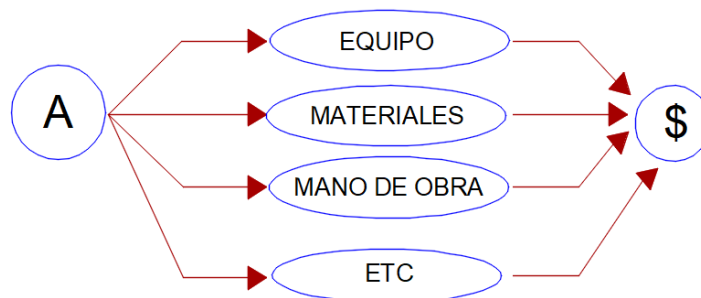 A
EQUIPO
MATERIALES
MANO DE OBRA
ETC
$